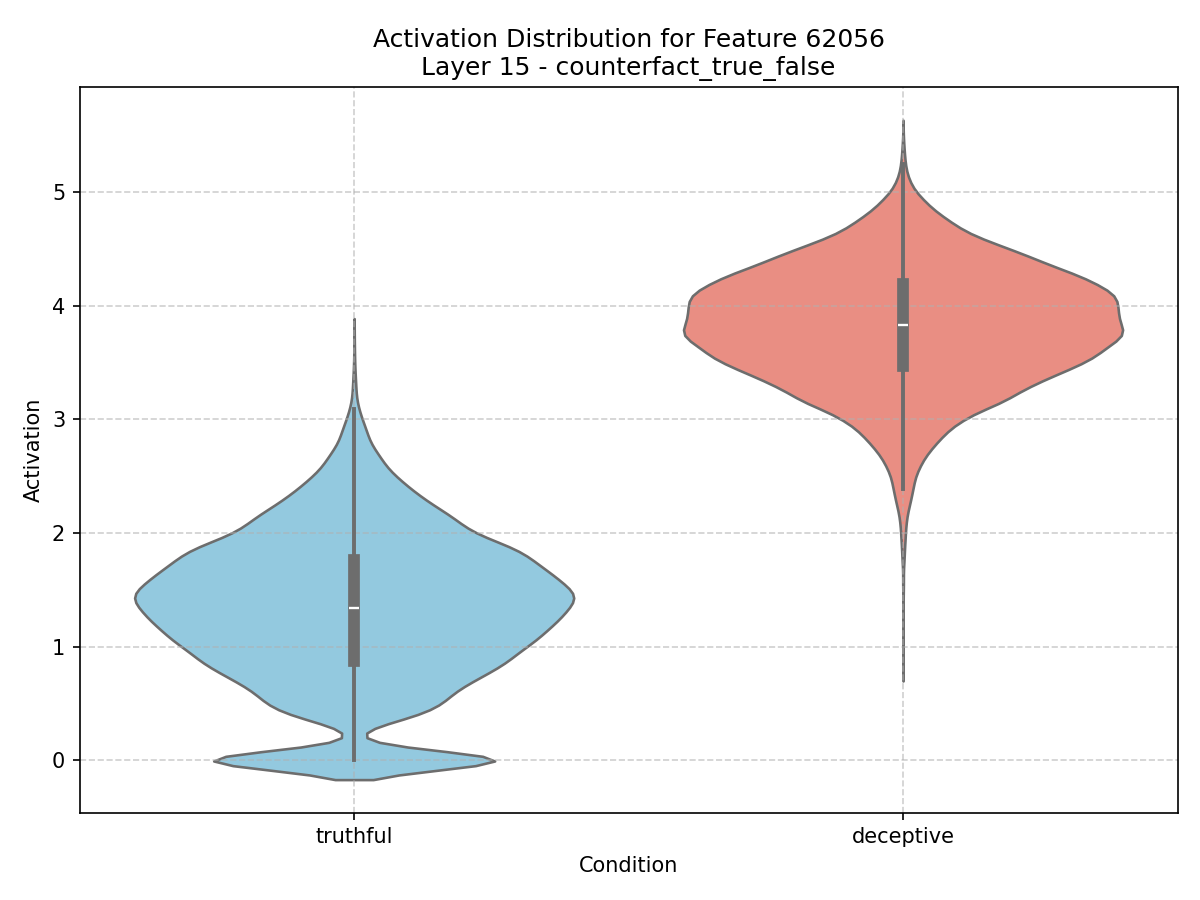 Activation Distribution for Feature 62056
Layer 15 - counterfact_true_false
Activation
5
4
3
2
1
0
truthful
deceptive
Condition